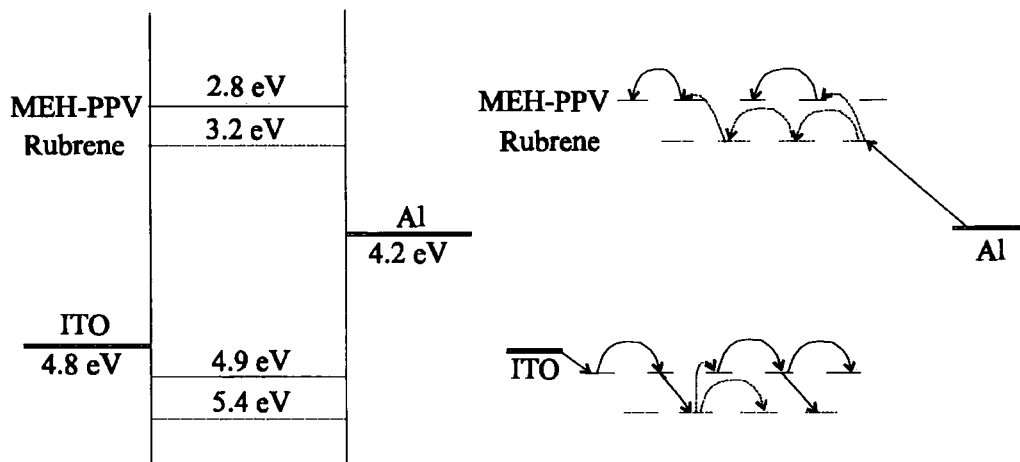 MEH-PPV
2.8 eV
Rubrene
3.2 eV
Al
4.2 eV
ITO
4.8 eV
4.9 eV
5.4 eV
MEH-PPV
Rubrene
Al
ITO